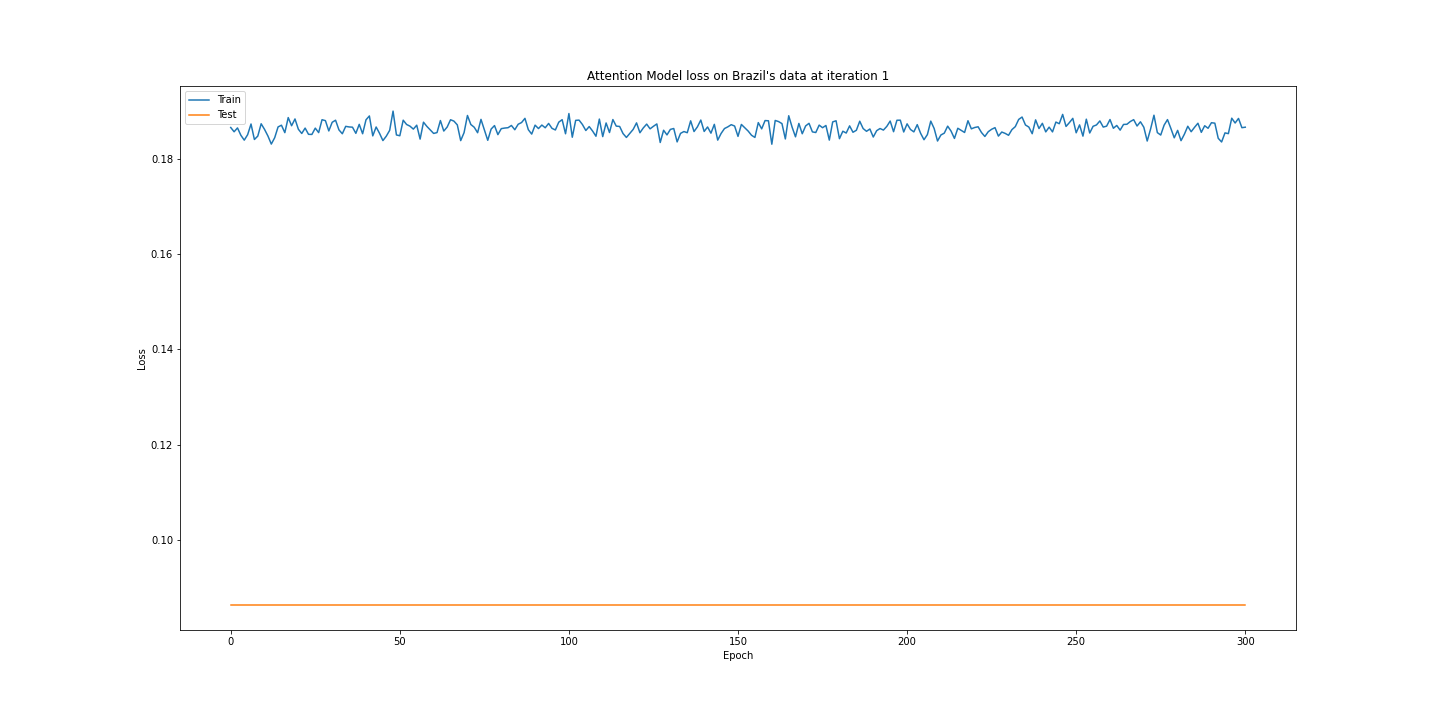 Attention Model loss on Brazil's data at iteration 1
Train
Test
0.18
0.16
0.14
0.12
0.10
Loss
0 50 100 150 200 250 300
Epoch